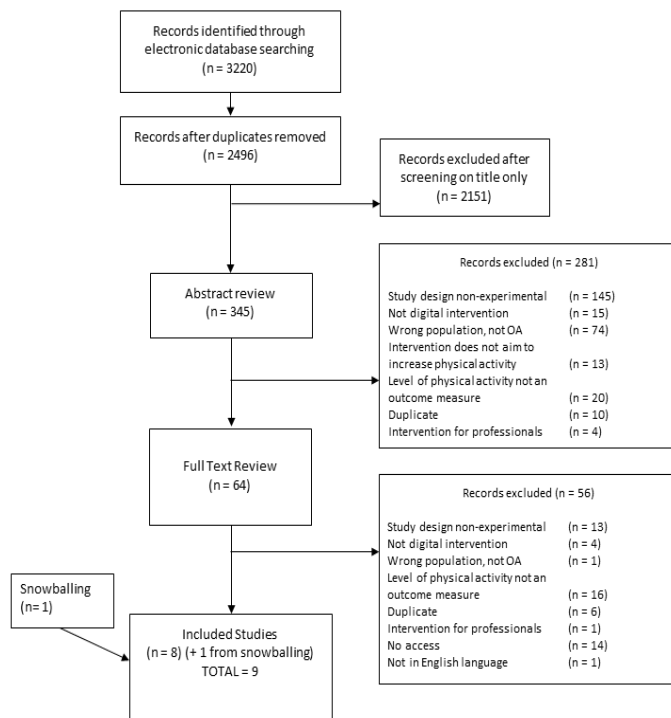 Records identified through
electronic database searching
(n = 3220)
Records after duplicates removed
(n = 2496)
Records excluded after
screening on title only
(n = 2151)
Abstract review
(n = 345)
Records excluded (n = 281)
Study design non-experimental (n = 145)
Not digital intervention (n = 15)
Wrong population, not OA (n = 74)
Intervention does not aim to
increase physical activity (n = 13)
Level of physical activity not an
outcome measure (n = 20)
Duplicate (n = 10)
Intervention for professionals (n = 4)
Full Text Review
(n = 64)
Records excluded (n = 56)
Study design non-experimental (n = 13)
Not digital intervention (n = 4)
Wrong population, not OA (n = 1)
Level of physical activity not an
outcome measure (n = 16)
Duplicate (n = 6)
Intervention for professionals (n = 1)
No access (n = 14)
Not in English language (n = 1)
Snowballing
(n= 1)
Included Studies
(n = 8) (+ 1 from snowballing)
TOTAL = 9